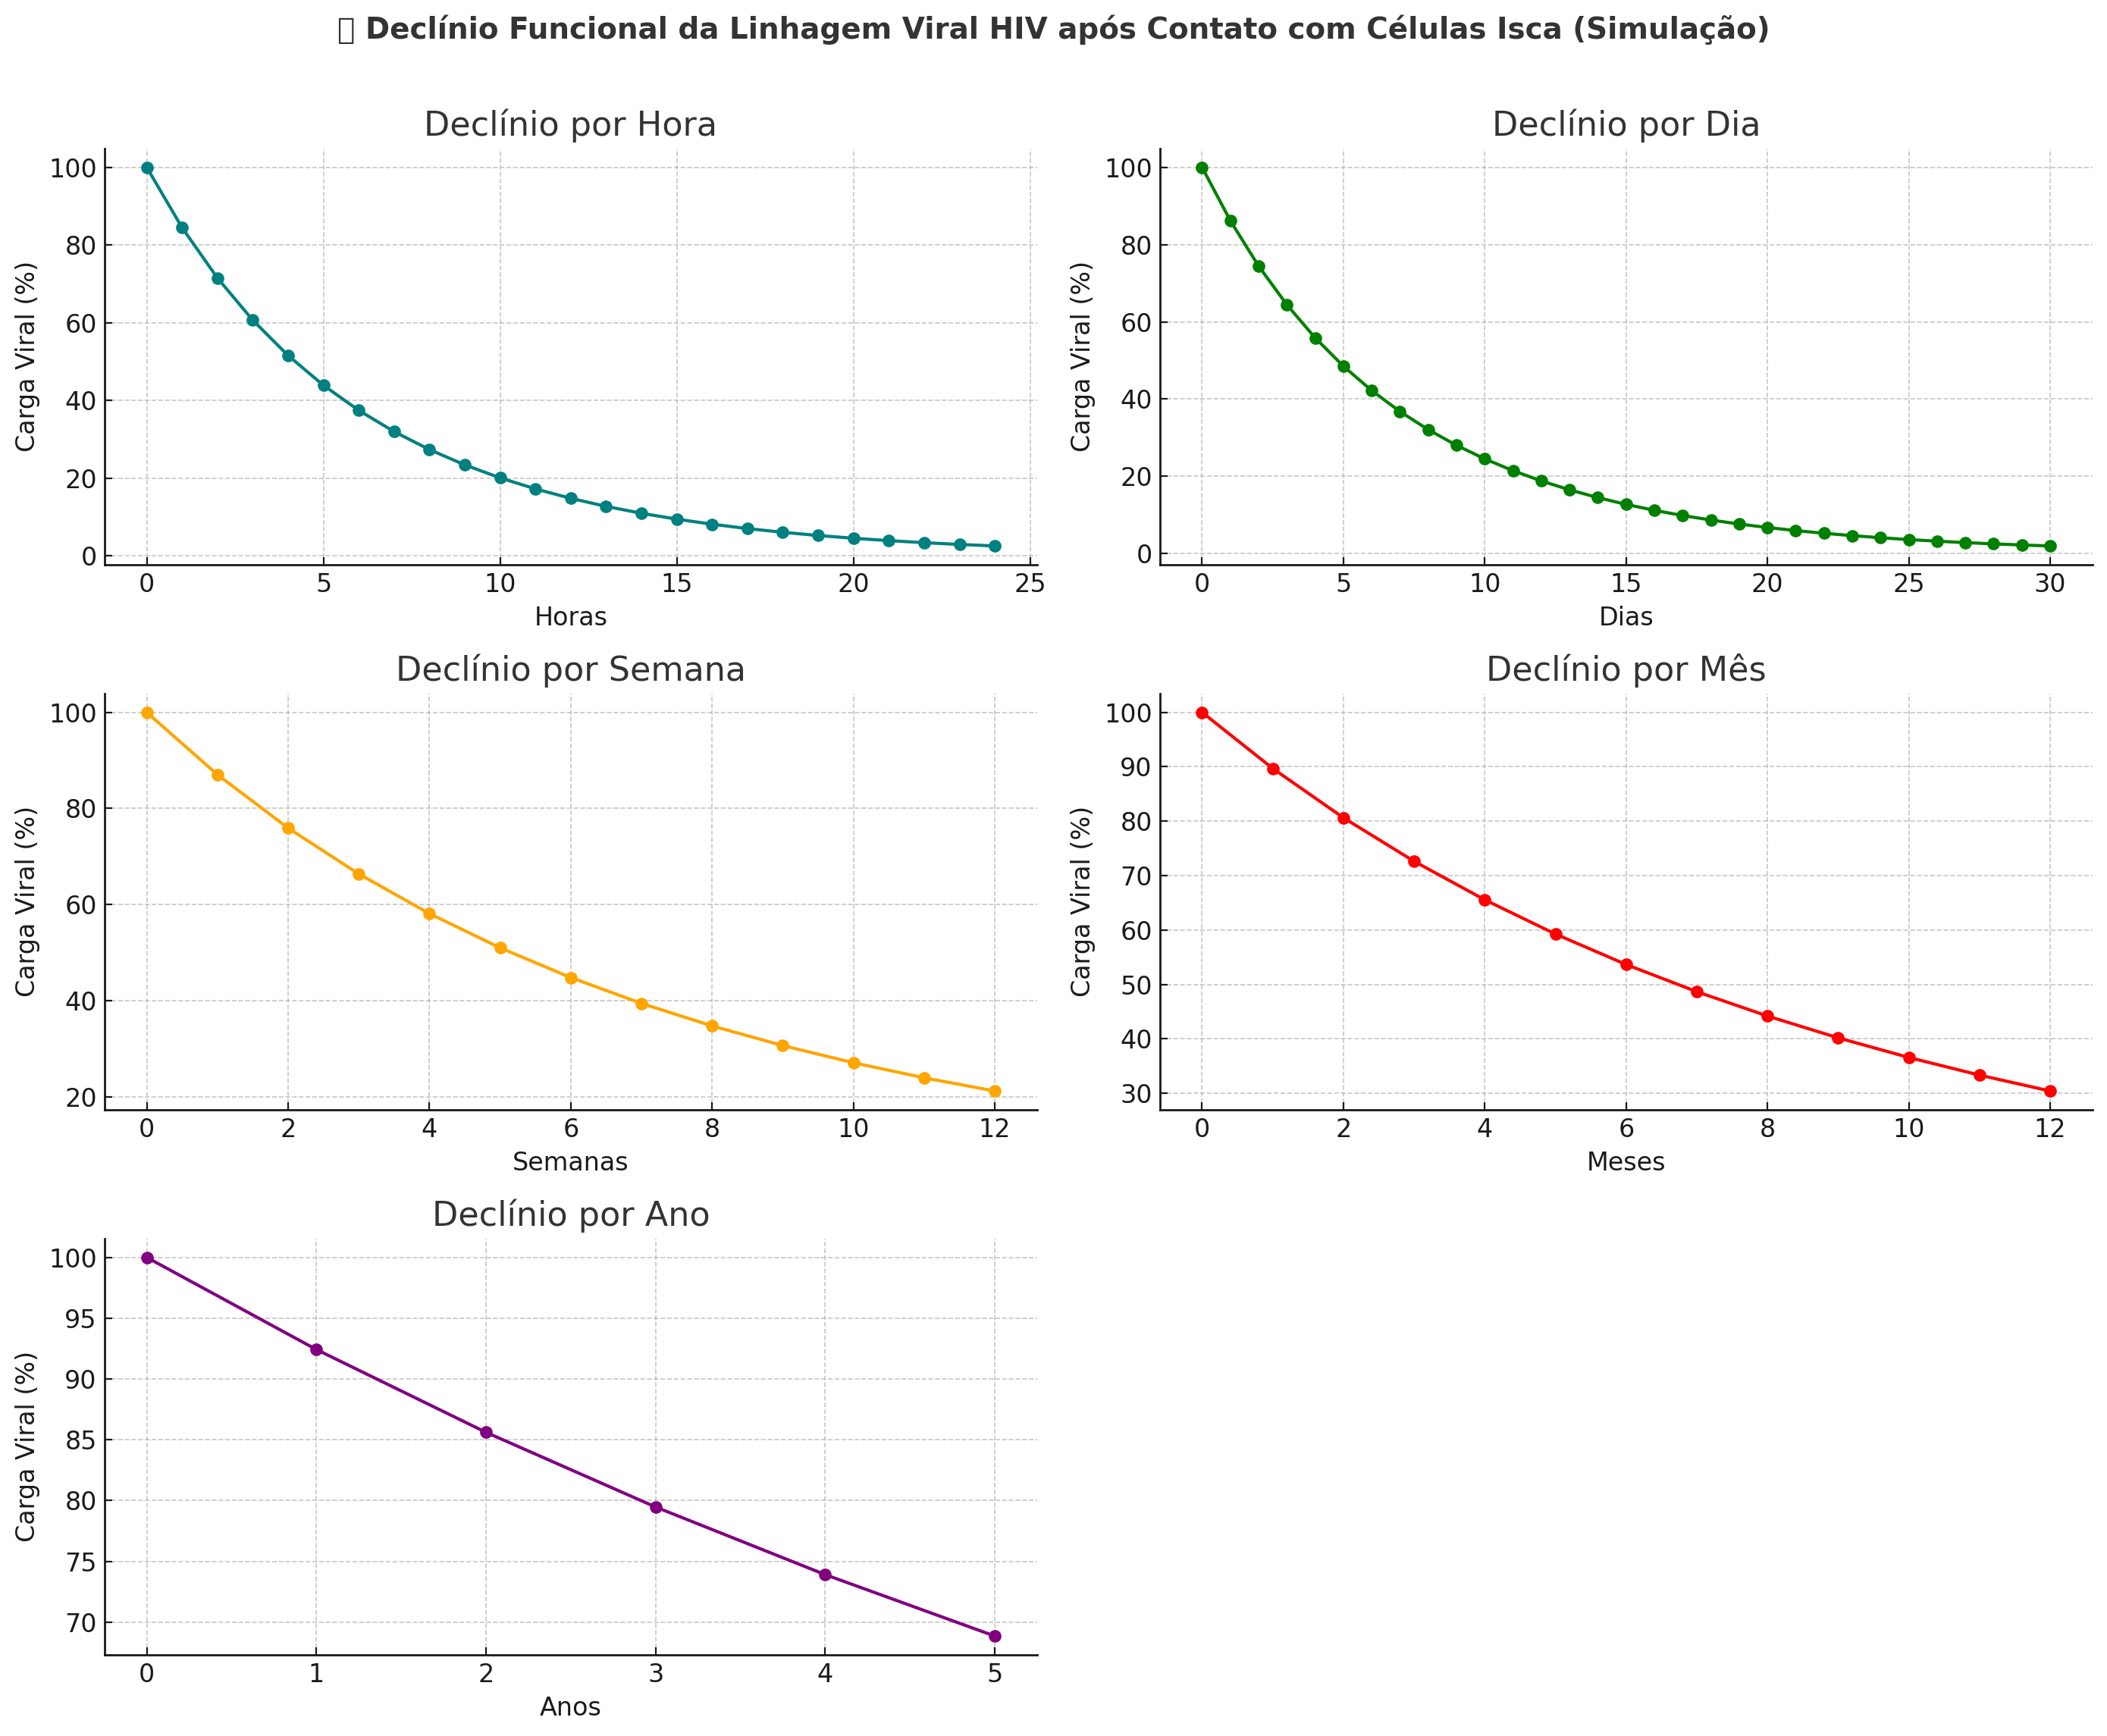 Declínio Funcional da Linhagem Viral HIV após Contato com Células Isca (Simulação)
Declínio por Hora
Carga Viral (%)
100
80
60
40
20
0
0 5 10 15 20 25
Horas
Declínio por Dia
Carga Viral (%)
100
80
60
40
20
0
0 5 10 15 20 25 30
Dias
Declínio por Semana
Carga Viral (%)
100
80
60
40
20
0 2 4 6 8 10 12
Semanas
Declínio por Mês
Carga Viral (%)
100
90
80
70
60
50
40
30
0 2 4 6 8 10 12
Meses
Declínio por Ano
Carga Viral (%)
100
95
90
85
80
75
70
0 1 2 3 4 5
Anos